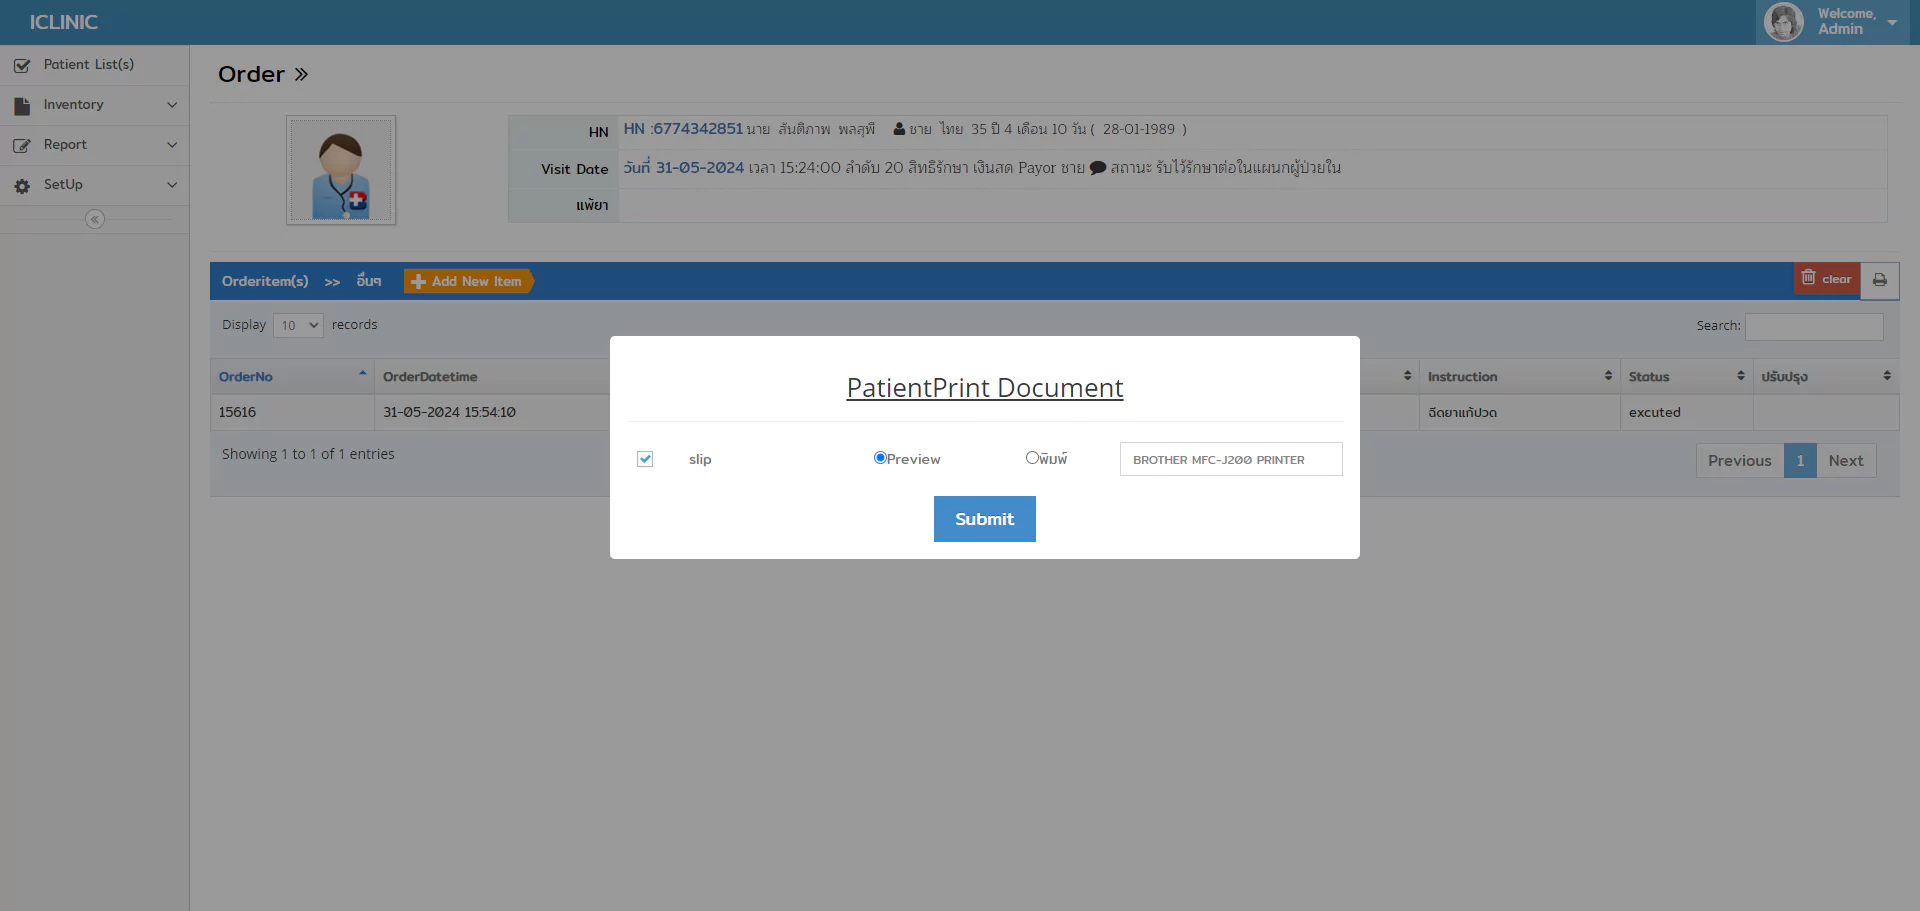 ICLINIC
Welcome,
Admin
Patient List(s)
Inventory
Report
SetUp
Order »
HN HN :6774342851 นาย สันติภาพ พลสุพี ชาย ไทย 35 ปี 4 เดือน 10 วัน ( 28-01-1989 )
Visit Date วันที่ 31-05-2024 เวลา 15:24:00 ลำดับ 20 สิทธิรักษา เงินสด Payor ชาย สถานะ รับไว้รักษาต่อในแผนกผู้ป่วยใน
แพ้ยา
Orderitem(s) >> อื่นๆ Add New Item clear
Display 10 records Search:
OrderNo OrderDatetime Instruction Status ปรับปรุง
15616 31-05-2024 15:54:10 ฉีดยาแก้ปวด excuted
Showing 1 to 1 of 1 entries Previous 1 Next
PatientPrint Document
slip Preview พิมพ์ BROTHER MFC-J200 PRINTER
Submit